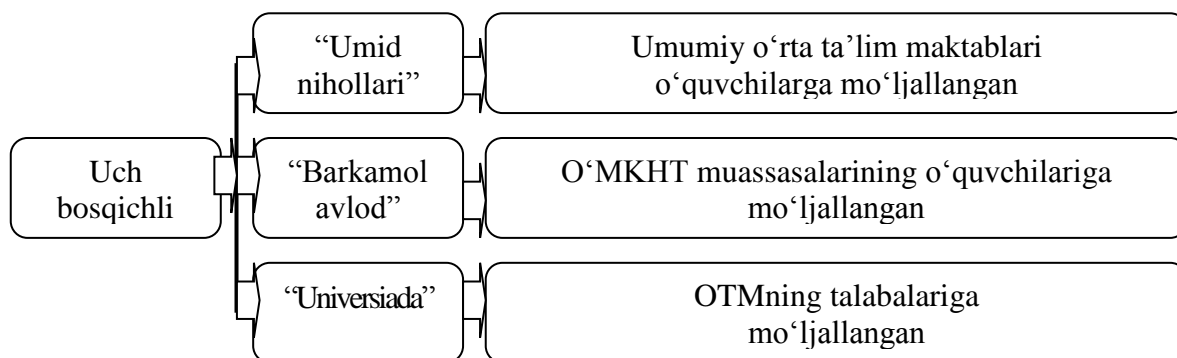 Uch
bosqichli
“Umid
nihollari”
Umumiy o‘rta ta’lim maktablari
o‘quvchilarga mo‘ljallangan
“Barkamol
avlod”
O‘MKHT muassasalarining o‘quvchilariga
mo‘ljallangan
“Universiada”
OTMning talabalariga
mo‘ljallangan